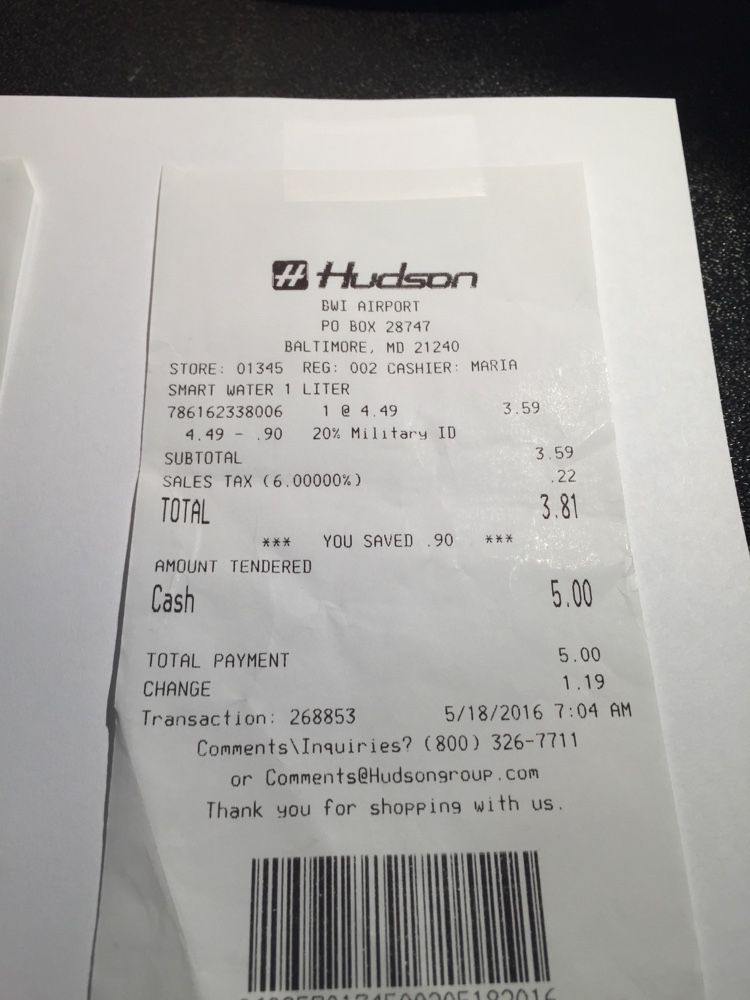 H Hudson
BWI AIRPORT
PO BOX 28747
BALTIMORE, MD 21240
STORE: 01345 REG: 002 CASHIER: MARIA
SMART WATER 1 LITER
786162338006 1 @ 4.49 3.59
4.49 - .90 20% Military ID
SUBTOTAL 3.59
SALES TAX (6.00000%) .22
TOTAL 3.81
*** YOU SAVED .90 ***
AMOUNT TENDERED
Cash 5.00
TOTAL PAYMENT 5.00
CHANGE 1.19
Transaction: 268853 5/18/2016 7:04 AM
Comments\Inquiries? (800) 326-7711
or Comments@Hudsongroup.com
Thank you for shopping with us.